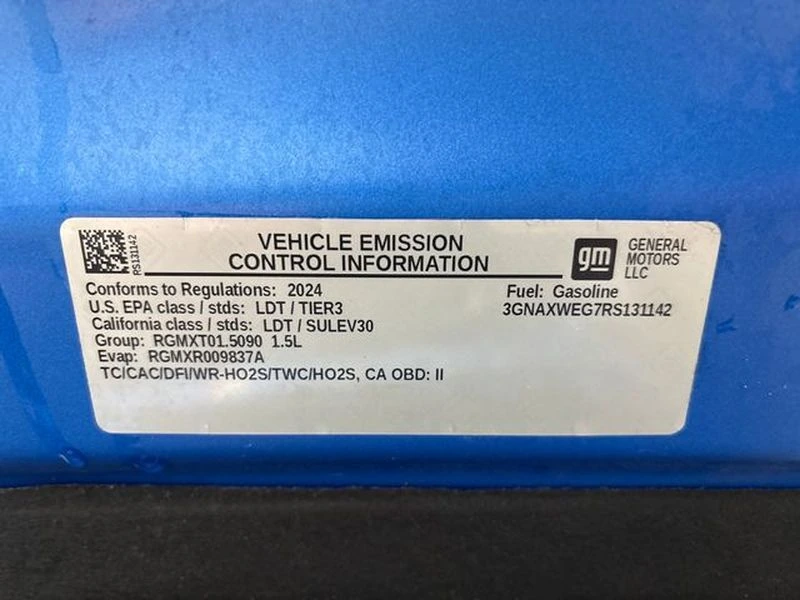 RS131142
VEHICLE EMISSION
CONTROL INFORMATION
gm
GENERAL
MOTORS
LLC
Conforms to Regulations: 2024
U.S. EPA class / stds: LDT / TIER3
California class / stds: LDT / SULEV30
Group: RGMXT01.5090 1.5L
Evap: RGMXR009837A
TC/CAC/DFI/WR-HO2S/TWC/HO2S, CA OBD: II
Fuel: Gasoline
3GNAXWEG7RS131142